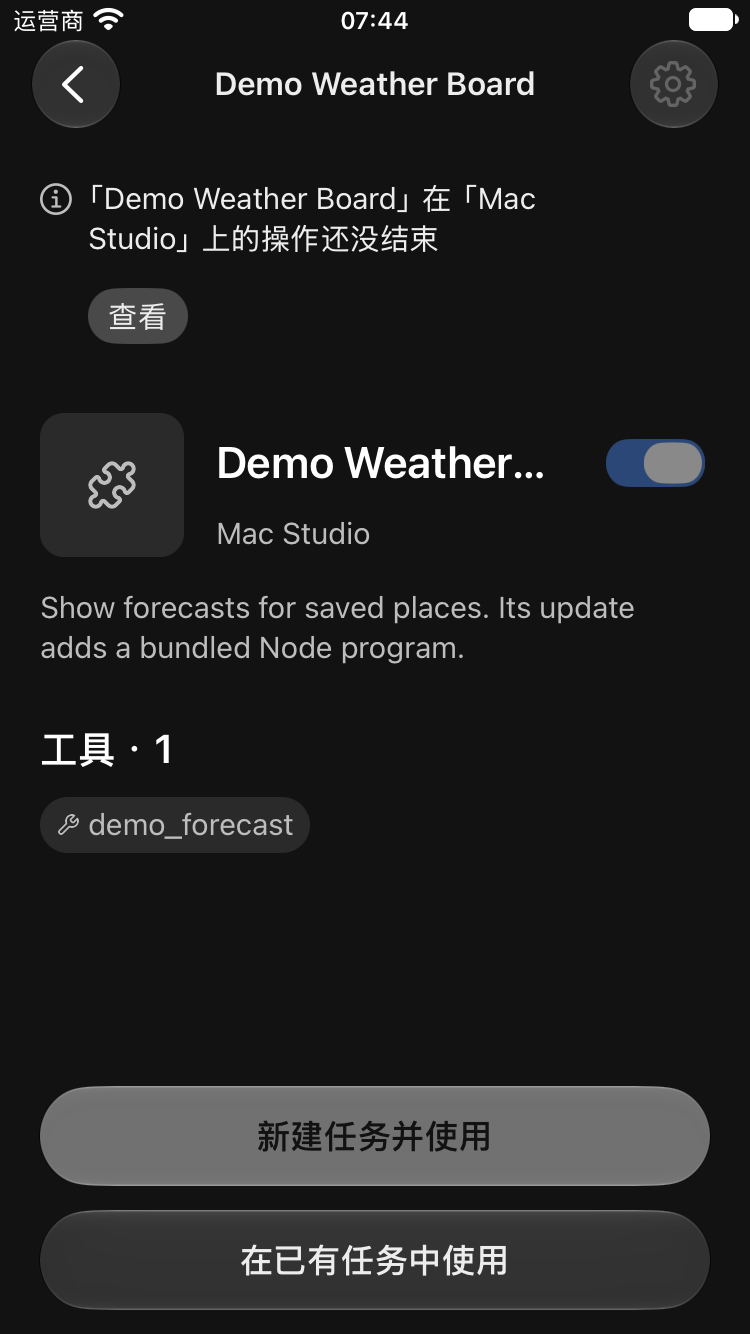 运营商
07:44
Demo Weather Board
「Demo Weather Board」在「Mac
Studio」上的操作还没结束
查看
Demo Weather...
Mac Studio
Show forecasts for saved places. Its update
adds a bundled Node program.
工具 · 1
demo_forecast
新建任务并使用
在已有任务中使用